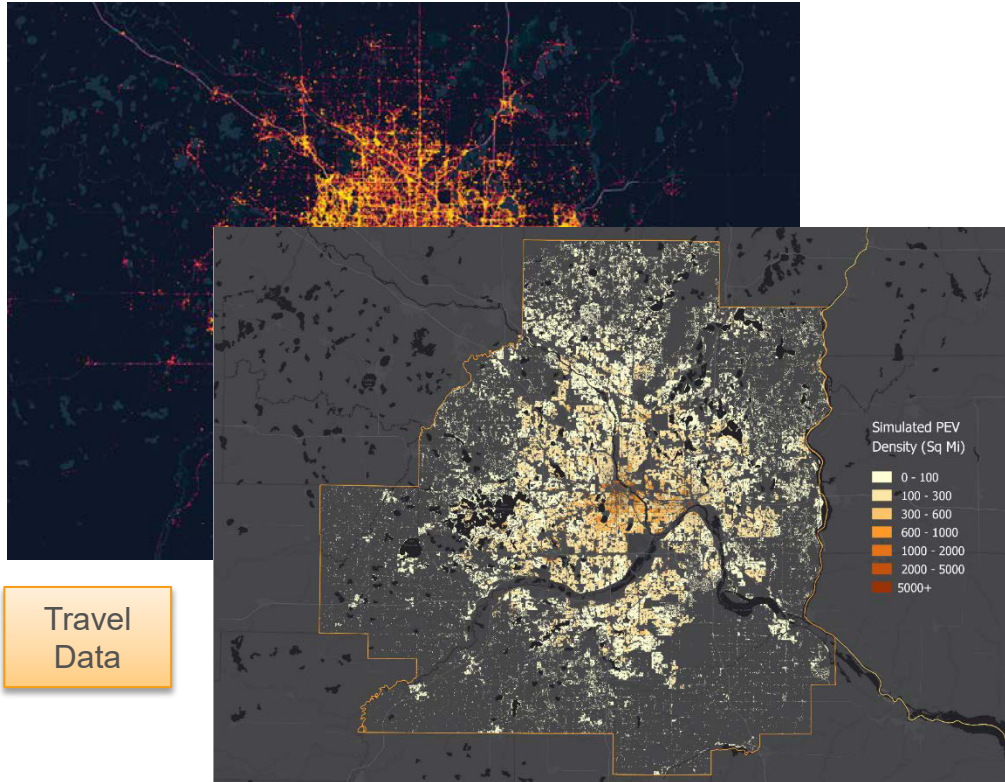 Simulated PEV
Density (Sq Mi)
0 - 100
100 - 300
300 - 600
600 - 1000
1000 - 2000
2000 - 5000
5000+
Travel
Data